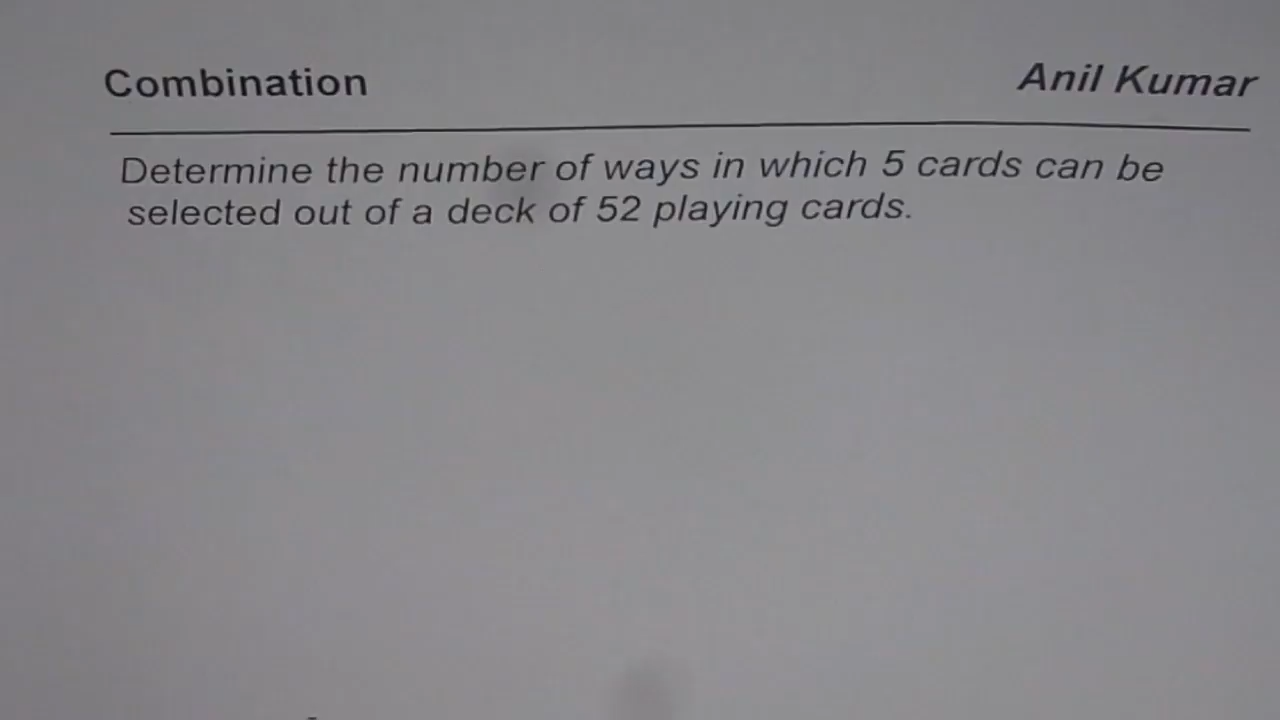 Combination
Anil Kumar
Determine the number of ways in which 5 cards can be
selected out of a deck of 52 playing cards.